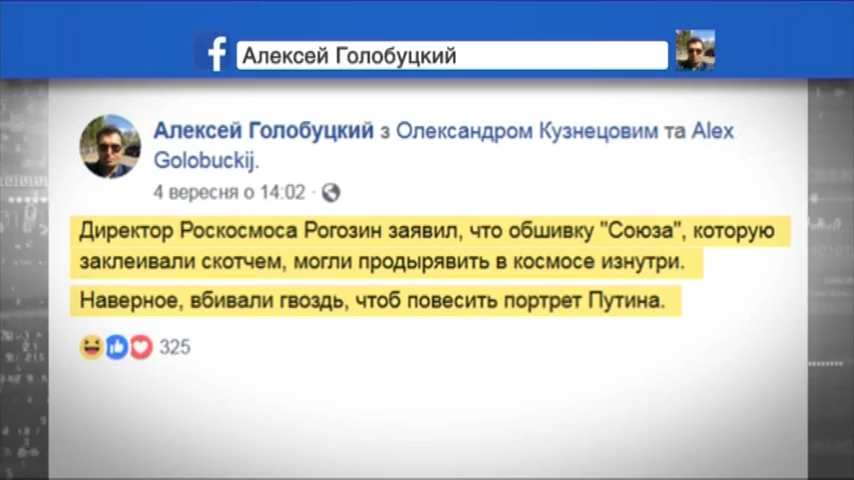 f Алексей Голобуцкий
Алексей Голобуцкий з Олександром Кузнецовим та Alex
Golobuckij.
4 вересня о 14:02 ·
Директор Роскосмоса Рогозин заявил, что обшивку "Союза", которую
заклеивали скотчем, могли продырявить в космосе изнутри.
Наверное, вбивали гвоздь, чтоб повесить портрет Путина.
325